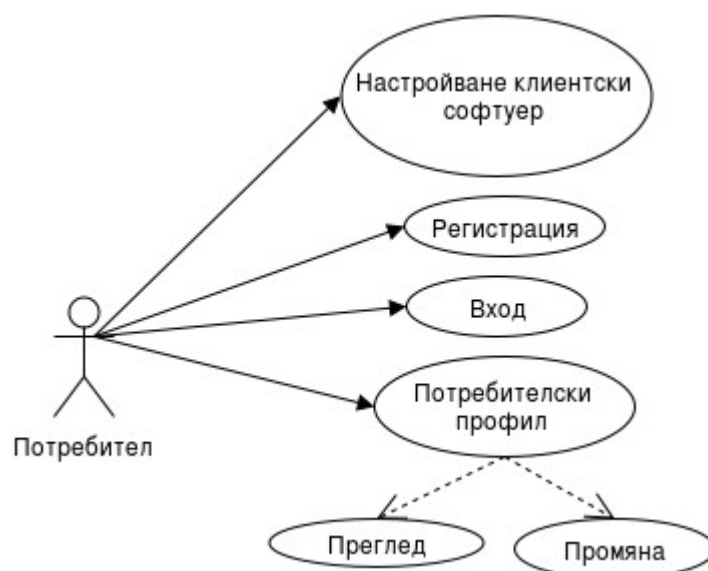 Настройване клиентски
софтуер
Регистрация
Вход
Потребителски
профил
Потребител
Преглед
Промяна